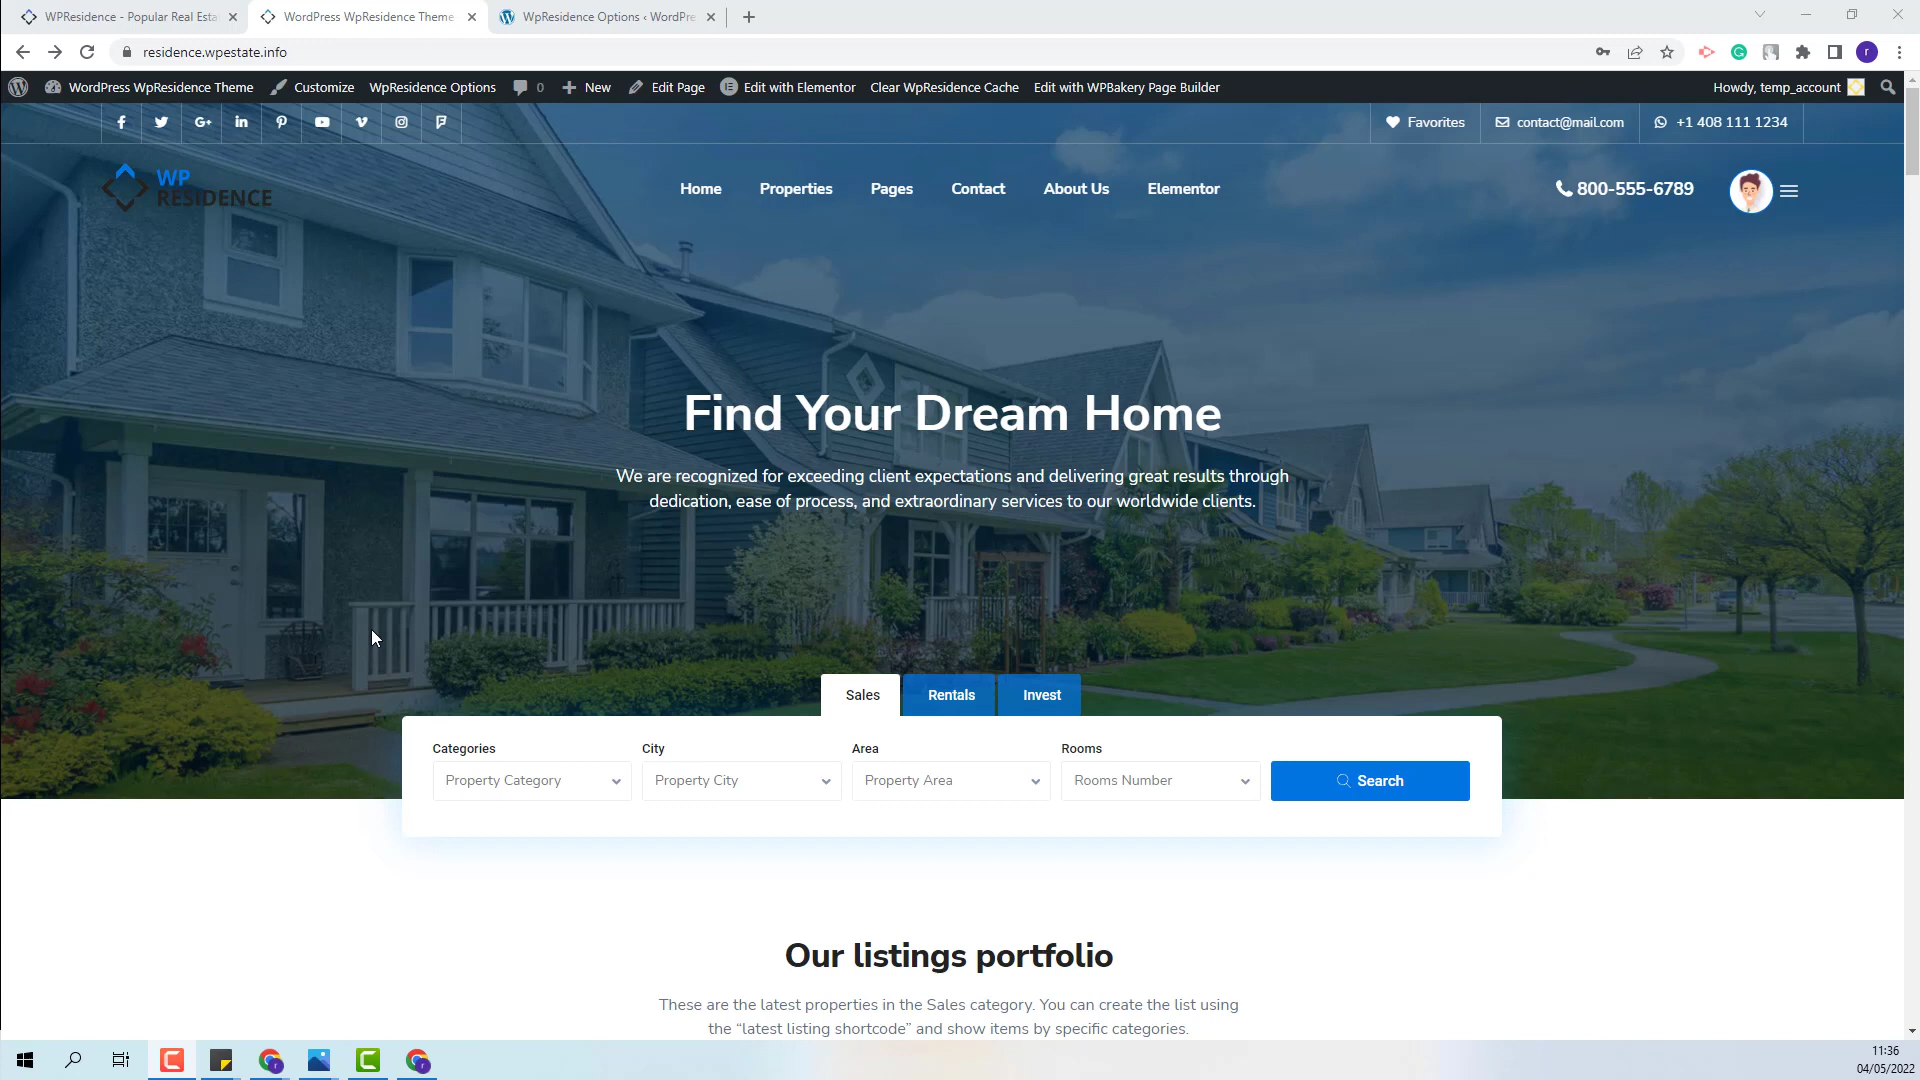 WPResidence - Popular Real Esta
WordPress WpResidence Theme
WpResidence Options ‹ WordPre
residence.wpestate.info
r
WordPress WpResidence Theme
Customize
WpResidence Options
0
New
Edit Page
Edit with Elementor
Clear WpResidence Cache
Edit with WPBakery Page Builder
Howdy, temp_account
Favorites
contact@mail.com
+1 408 111 1234
WP
RESIDENCE
Home
Properties
Pages
Contact
About Us
Elementor
800-555-6789
Find Your Dream Home
We are recognized for exceeding client expectations and delivering great results through
dedication, ease of process, and extraordinary services to our worldwide clients.
Sales
Rentals
Invest
Categories
City
Area
Rooms
Property Category
Property City
Property Area
Rooms Number
Search
Our listings portfolio
These are the latest properties in the Sales category. You can create the list using
the “latest listing shortcode” and show items by specific categories.
11:36
04/05/2022